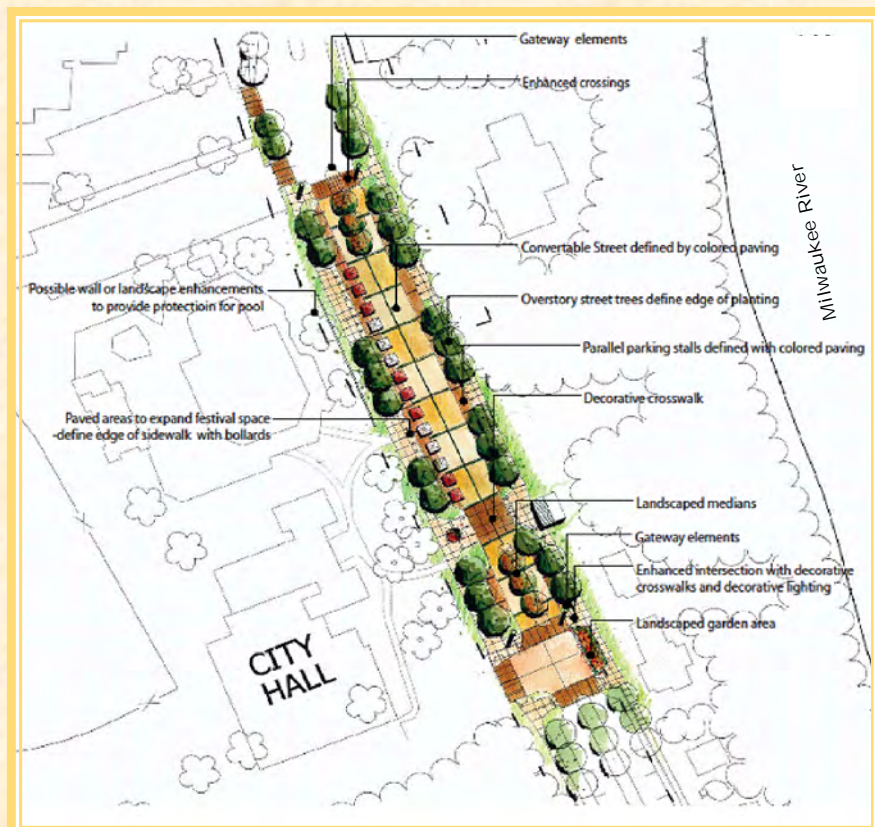 Gateway elements
Enhanced crossings
Milwaukee River
Convertable Street defined by colored paving
Possible wall or landscape enhancements
to provide protectioin for pool
Overstory street trees define edge of planting
Parallel parking stalls defined with colored paving
Decorative crosswalk
Paved areas to expand festival space
-define edge of sidewalk with bollards
Landscaped medians
Gateway elements
Enhanced intersection with decorative
crosswalks and decorative lighting
Landscaped garden area
CITY
HALL